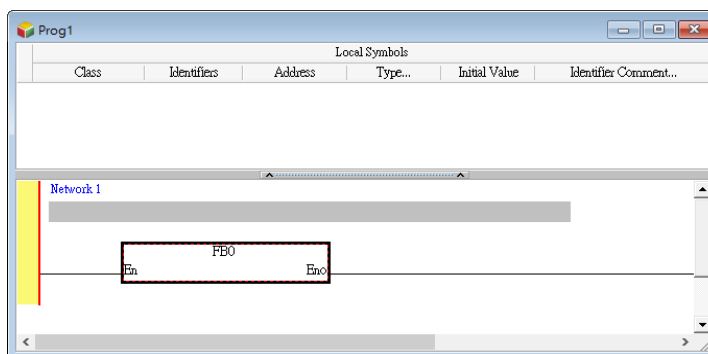 Prog1
Local Symbols
Class Identifiers Address Type... Initial Value Identifier Comment...
Network 1
FB0
En Eno